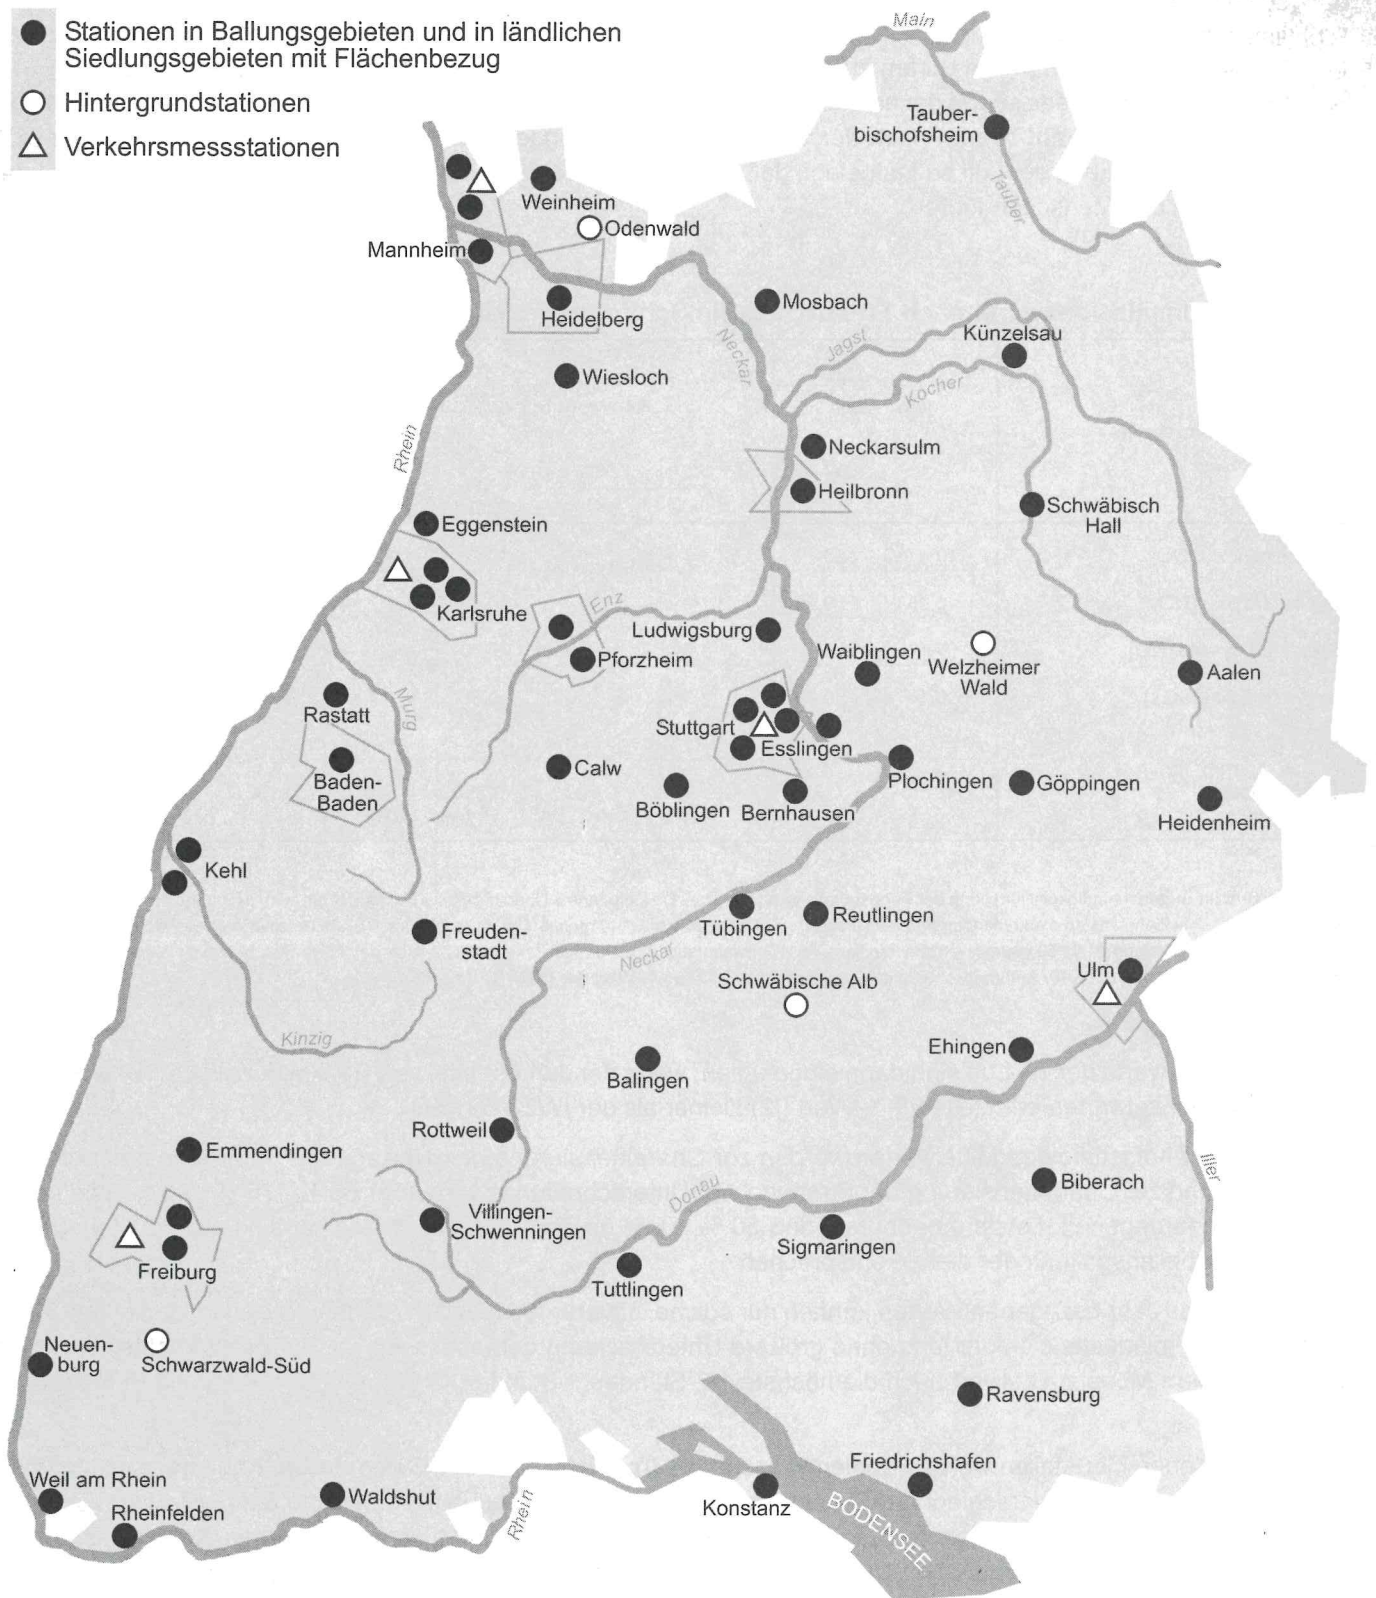 Stationen in Ballungsgebieten und in ländlichen
Siedlungsgebieten mit Flächenbezug
Hintergrundstationen
Verkehrsmessstationen
Main
Tauber-
bischofsheim
Tauber
Weinheim
Odenwald
Mannheim
Heidelberg
Mosbach
Neckar
Jagst
Künzelsau
Kocher
Wiesloch
Rhein
Neckarsulm
Heilbronn
Schwäbisch
Hall
Eggenstein
Karlsruhe
Enz
Ludwigsburg
Pforzheim
Waiblingen
Welzheimer
Wald
Aalen
Rastatt
Murg
Stuttgart
Esslingen
Baden-
Baden
Calw
Böblingen
Bernhausen
Plochingen
Göppingen
Heidenheim
Kehl
Freuden-
stadt
Tübingen
Reutlingen
Neckar
Schwäbische Alb
Ulm
Kinzig
Ehingen
Balingen
Rottweil
Emmendingen
Iller
Biberach
Donau
Villingen-
Schwenningen
Sigmaringen
Freiburg
Tuttlingen
Neuen-
burg
Schwarzwald-Süd
Ravensburg
Friedrichshafen
Weil am Rhein
Rheinfelden
Waldshut
Rhein
Konstanz
BODENSEE